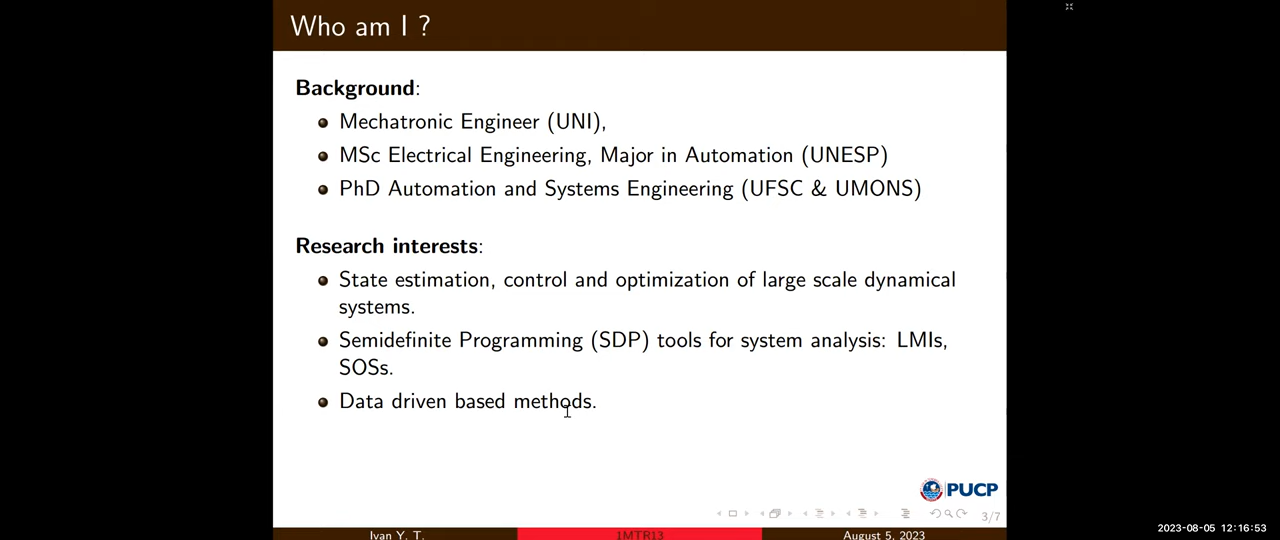 Who am I ?
Background:
Mechatronic Engineer (UNI),
MSc Electrical Engineering, Major in Automation (UNESP)
PhD Automation and Systems Engineering (UFSC & UMONS)
Research interests:
State estimation, control and optimization of large scale dynamical
systems.
Semidefinite Programming (SDP) tools for system analysis: LMIs,
SOSs.
Data driven based methods.
PUCP
3/7
Ivan Y. T.
1MTR13
August 5, 2023
2023-08-05 12:16:53